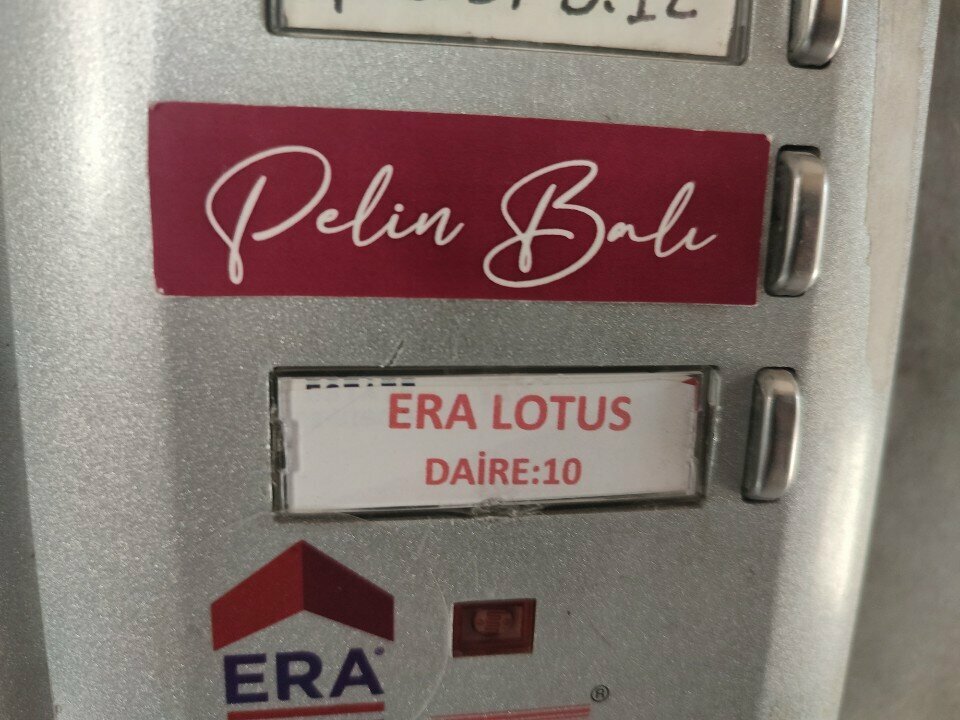 Pelin Balı
ERA LOTUS
DAİRE:10
ERA®
®